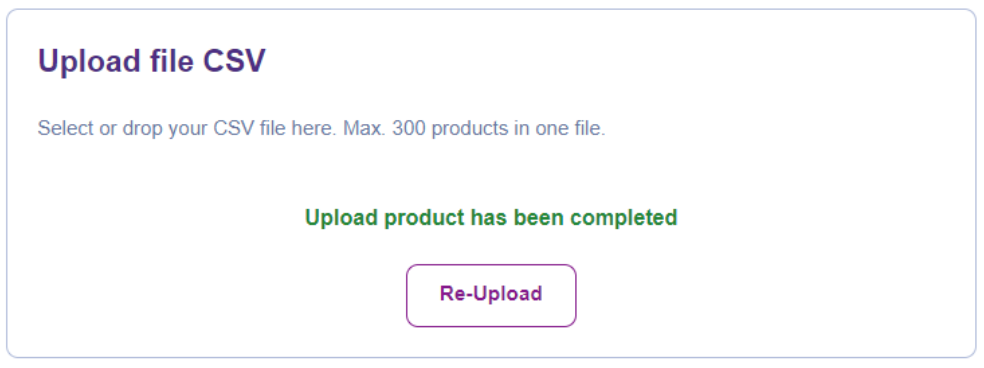 Upload file CSV
Select or drop your CSV file here. Max. 300 products in one file.
Upload product has been completed
Re-Upload